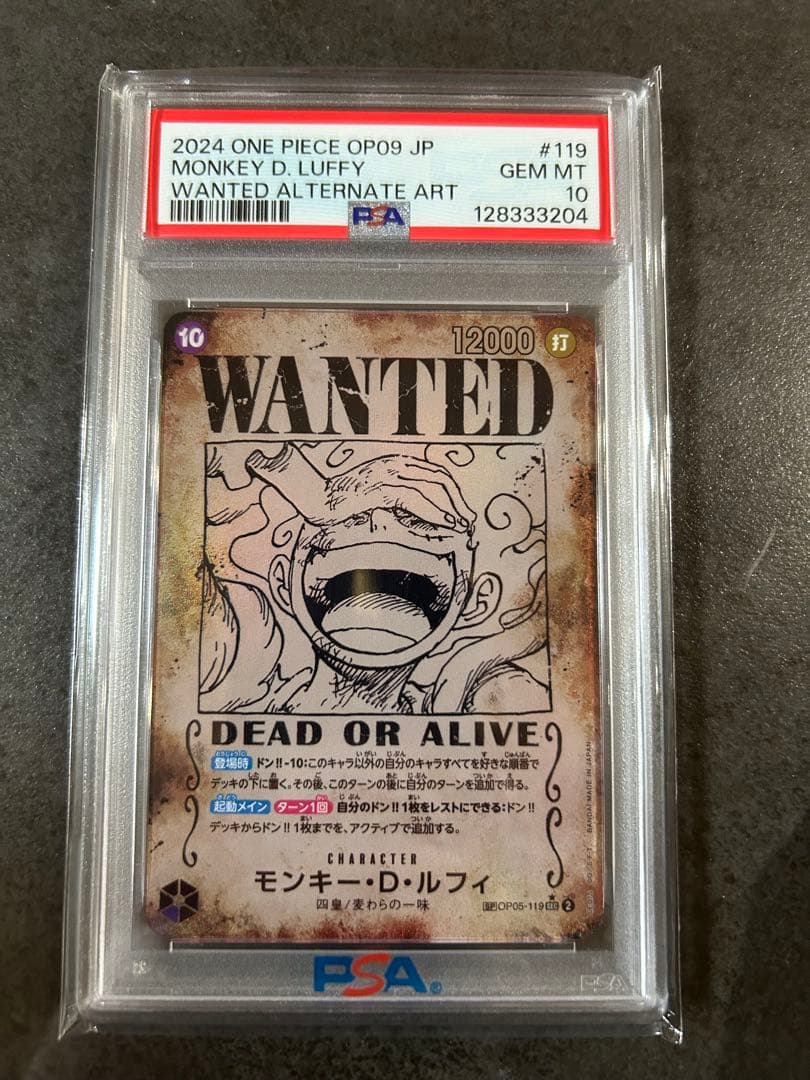 2024 ONE PIECE OP09 JP #119
MONKEY D. LUFFY GEM MT
WANTED ALTERNATE ART 10
PSA 128333204
10 12000 打
WANTED
DEAD OR ALIVE
登場時 ドン!!-10:このキャラ以外の自分のキャラすべてを好きな順番で
デッキの下に置く。その後、このターンの後に自分のターンを追加で得る。
起動メイン ターン1回 自分のドン!!1枚をレストにできる:ドン!!
デッキからドン!!1枚までを、アクティブで追加する。
CHARACTER
モンキー・D・ルフィ
四皇/麦わらの一味
SP OP05-119 SEC ★ 2
BANDAI MADE IN JAPAN
PSA®
PSA